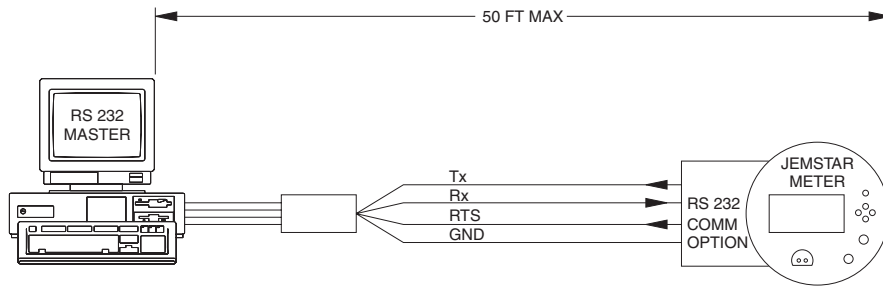 50 FT MAX
RS 232
MASTER
JEMSTAR
METER
Tx
Rx
RTS
GND
RS 232
COMM
OPTION